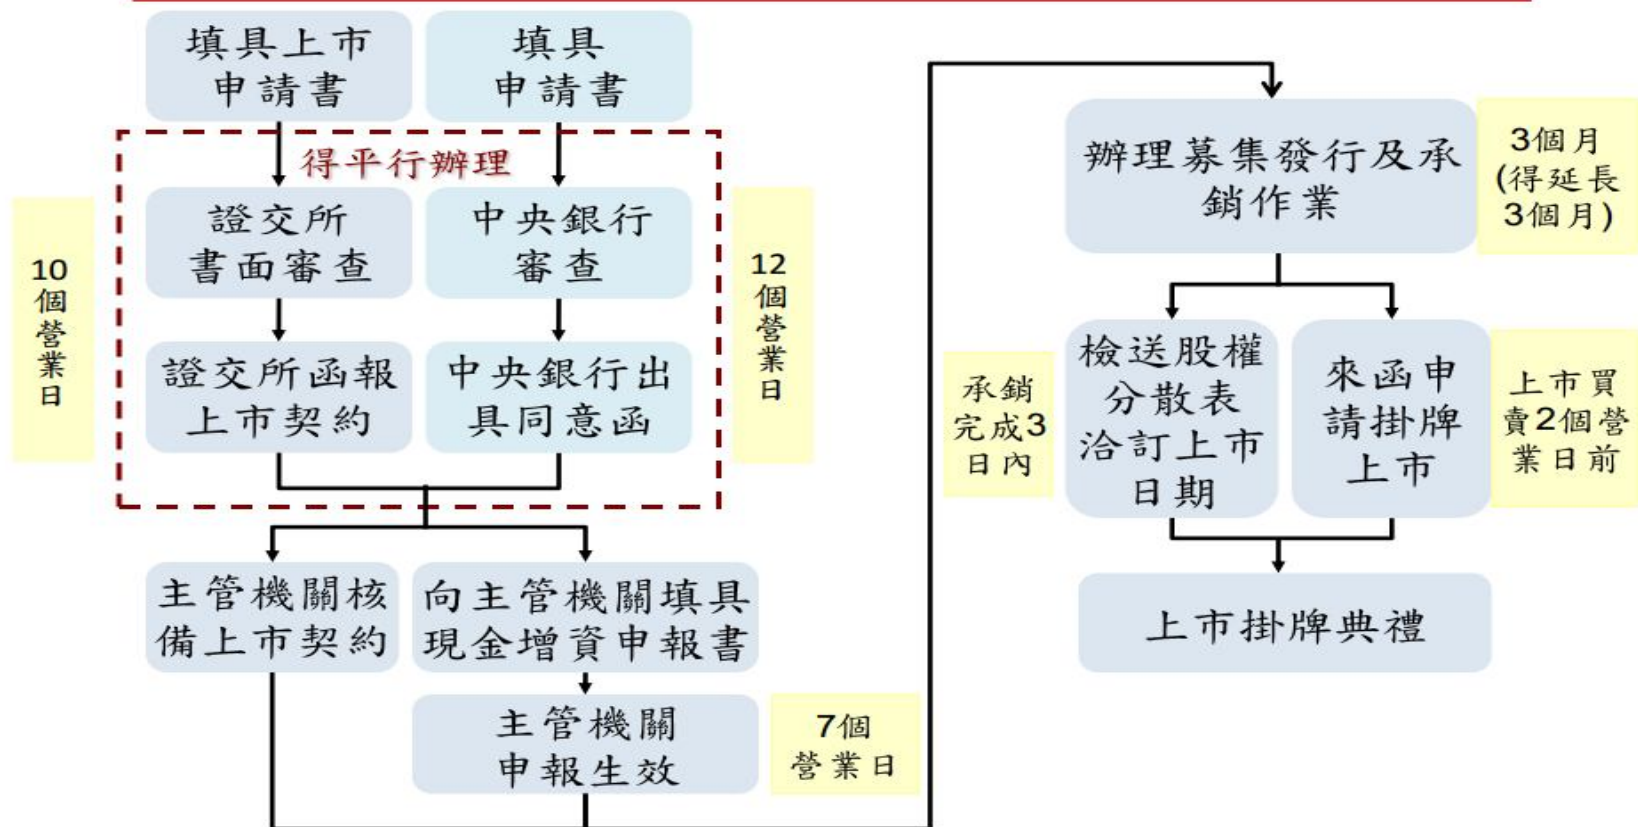 填具上市
申請書
填具
申請書
得平行辦理
10
個
營
業
日
證交所
書面審查
中央銀行
審查
12
個
營
業
日
證交所函報
上市契約
中央銀行出
具同意函
主管機關核
備上市契約
向主管機關填具
現金增資申報書
主管機關
申報生效
7個
營業日
辦理募集發行及承
銷作業
3個月
(得延長
3個月)
承銷
完成3
日內
檢送股權
分散表
洽訂上市
日期
來函申
請掛牌
上市
上市買
賣2個營
業日前
上市掛牌典禮